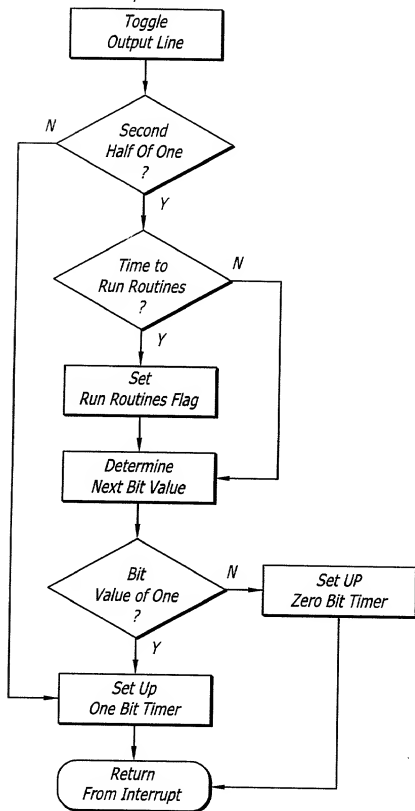 Toggle
Output Line
N
Second
Half Of One
?
Y
Time to
Run Routines
?
N
Y
Set
Run Routines Flag
Determine
Next Bit Value
Bit
Value of One
?
N
Set UP
Zero Bit Timer
Y
Set Up
One Bit Timer
Return
From Interrupt